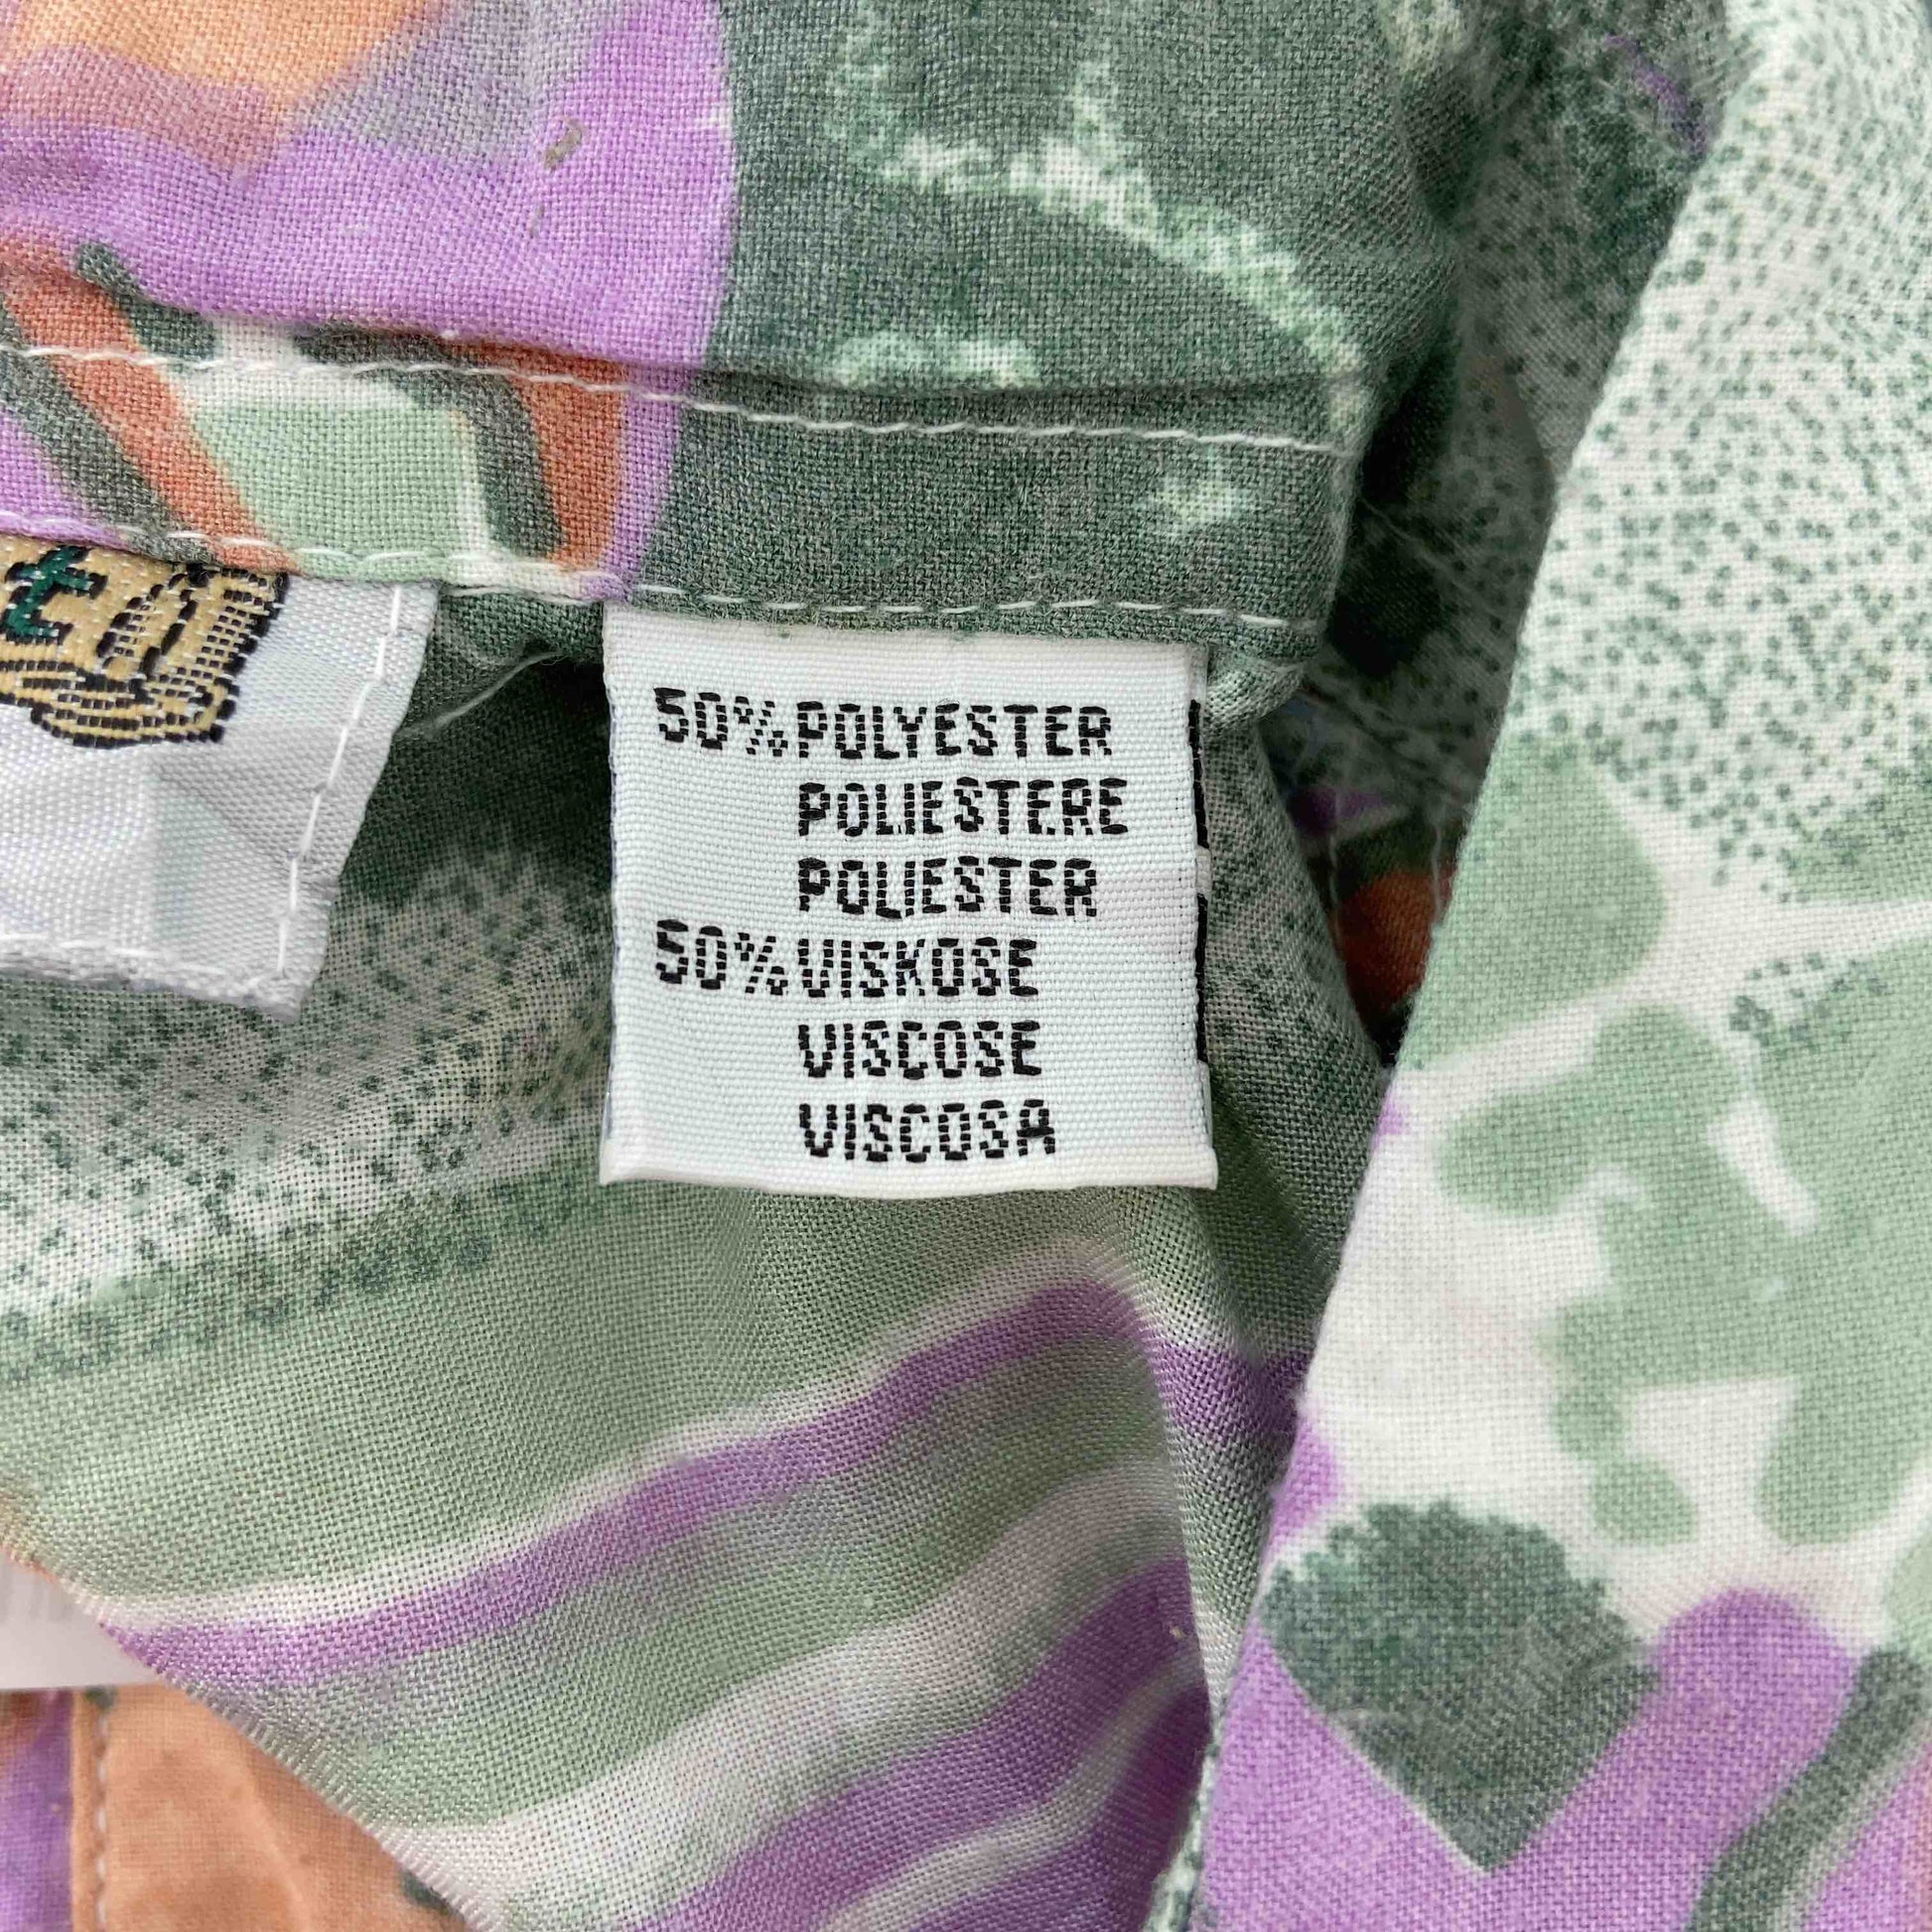 t
50% POLYESTER
POLIESTERE
POLIESTER
50% VISKOSE
VISCOSE
VISCOSA